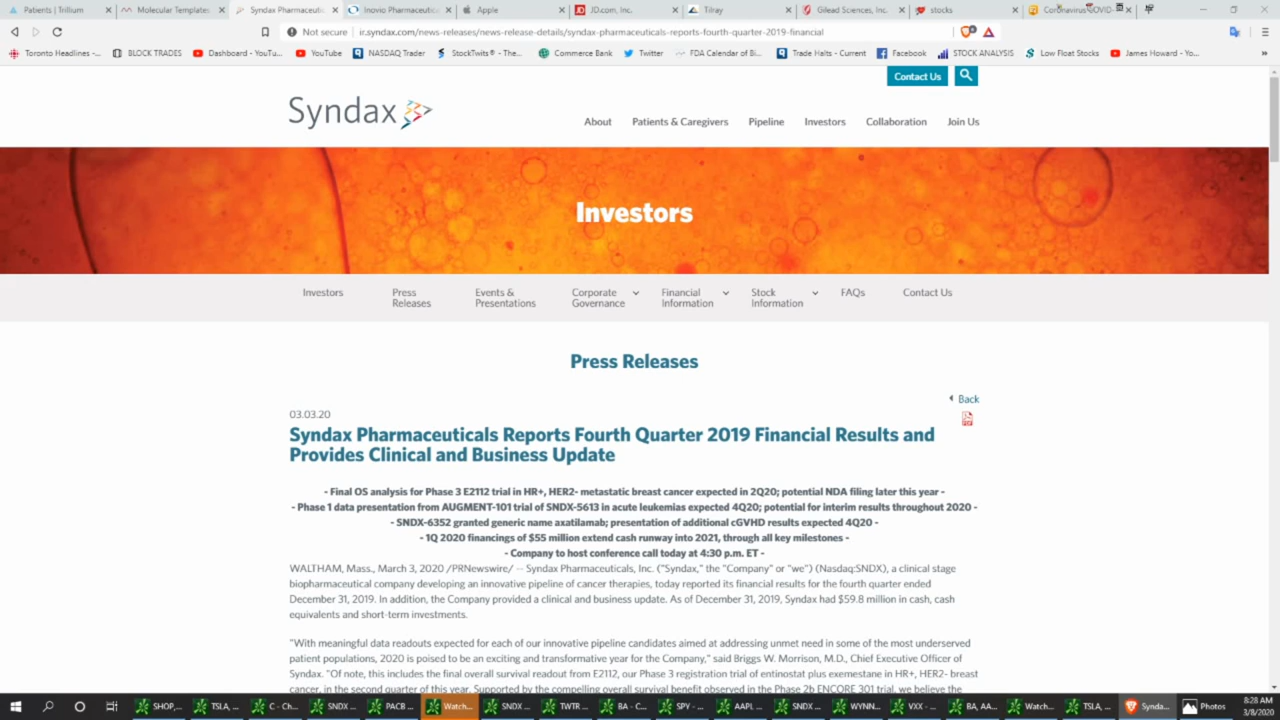 Patients | Trillium
Molecular Templates
Syndax Pharmaceutic
Inovio Pharmaceutic
Apple
JD.com, Inc.
Tilray
Gilead Sciences, Inc.
stocks
Not secure
ir.syndax.com/news-releases/news-release-details/syndax-pharmaceuticals-reports-fourth-quarter-2019-financial
Toronto Headlines -...
BLOCK TRADES
Dashboard - YouTu...
YouTube
NASDAQ Trader
StockTwits® - The...
Commerce Bank
Twitter
FDA Calendar of Bi...
Trade Halts - Current
Facebook
STOCK ANALYSIS
Low Float Stocks
James Howard - Yo...
Contact Us
Syndax
About
Patients & Caregivers
Pipeline
Investors
Collaboration
Join Us
Investors
Investors
Press Releases
Events & Presentations
Corporate Governance
Financial Information
Stock Information
FAQs
Contact Us
Press Releases
Back
03.03.20
Syndax Pharmaceuticals Reports Fourth Quarter 2019 Financial Results and
Provides Clinical and Business Update
- Final OS analysis for Phase 3 E2112 trial in HR+, HER2- metastatic breast cancer expected in 2Q20; potential NDA filing later this year -
- Phase 1 data presentation from AUGMENT-101 trial of SNDX-5613 in acute leukemias expected 4Q20; potential for interim results throughout 2020 -
- SNDX-6352 granted generic name axatilamab; presentation of additional cGVHD results expected 4Q20 -
- 1Q 2020 financings of $55 million extend cash runway into 2021, through all key milestones -
- Company to host conference call today at 4:30 p.m. ET -
WALTHAM, Mass., March 3, 2020 /PRNewswire/ -- Syndax Pharmaceuticals, Inc. ("Syndax," the "Company" or "we") (Nasdaq:SNDX), a clinical stage
biopharmaceutical company developing an innovative pipeline of cancer therapies, today reported its financial results for the fourth quarter ended
December 31, 2019. In addition, the Company provided a clinical and business update. As of December 31, 2019, Syndax had $59.8 million in cash, cash
equivalents and short-term investments.
"With meaningful data readouts expected for each of our innovative pipeline candidates aimed at addressing unmet need in some of the most underserved
patient populations, 2020 is poised to be an exciting and transformative year for the Company," said Briggs W. Morrison, M.D., Chief Executive Officer of
Syndax. "Of note, this includes the final overall survival readout from E2112, our Phase 3 registration trial of entinostat plus exemestane in HR+, HER2- breast
cancer, in the second quarter of this year. Supported by the compelling overall survival benefit observed in the Phase 2b ENCORE 301 trial, we believe the
SHOP,...
TSLA, ...
C - Ch...
SNDX ...
PACB ...
Watch...
SNDX ...
TWTR ...
BA - C...
SPY - ...
AAPL ...
SNDX ...
WYNN...
VXX - ...
BA, AA...
Watch...
TSLA, ...
Synda...
Photos
8:28 AM
3/8/2020